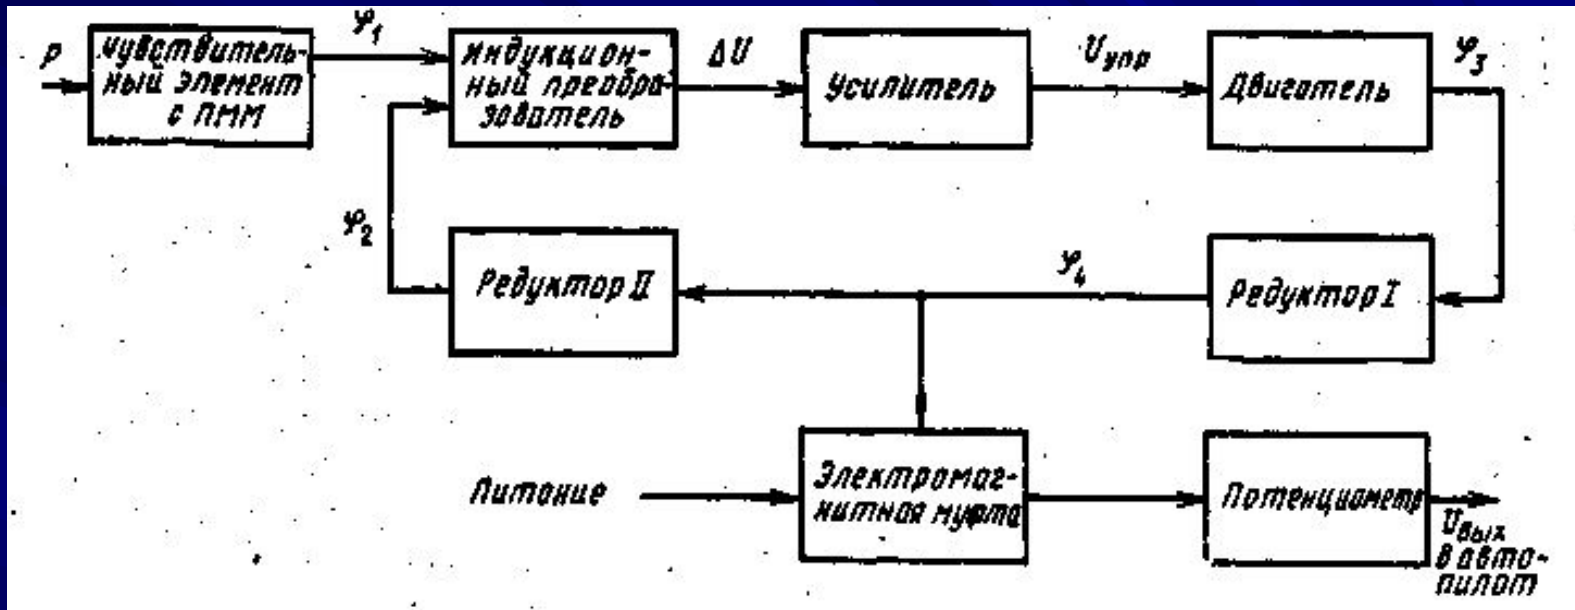 P
Чувствитель-
ный элемент
с ПММ
φ₁
Индукцион-
ный преобра-
зователь
ΔU
Усилитель
Uупр
Двигатель
φ₃
φ₂
Редуктор II
φ₄
Редуктор I
Питание
Электромаг-
нитная муфта
Потенциометр
Uвых
в авто-
пилот